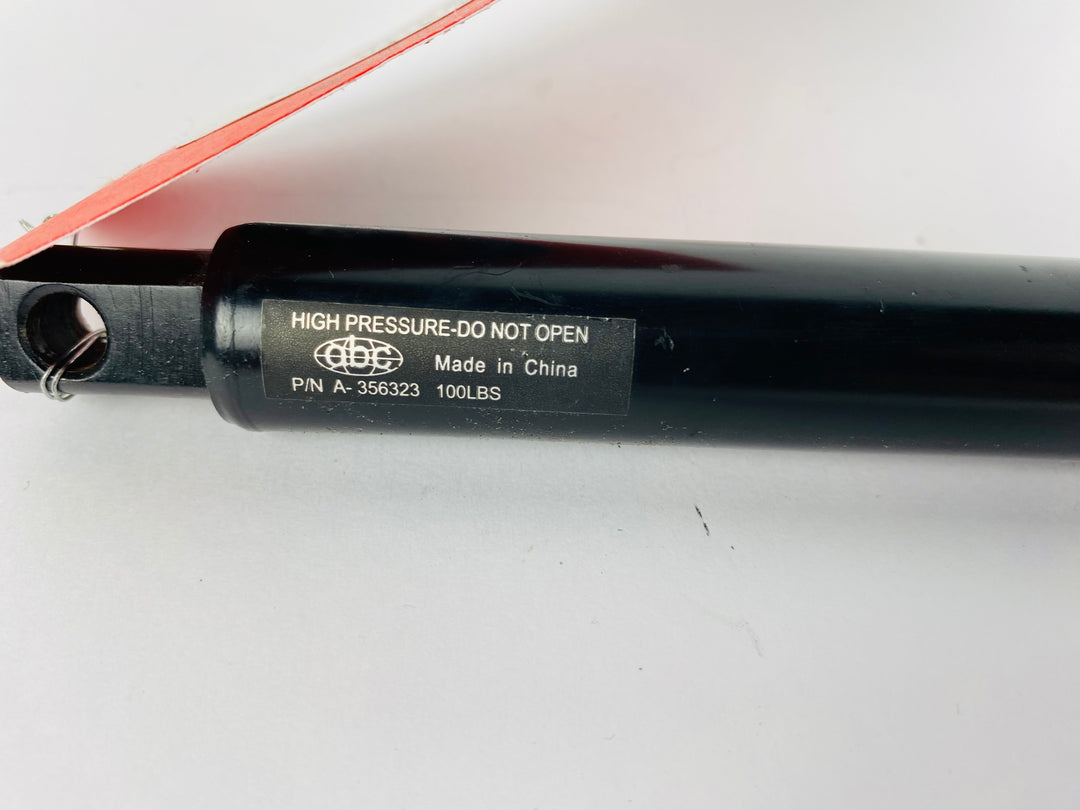 HIGH PRESSURE-DO NOT OPEN
abc Made in China
P/N A- 356323 100LBS